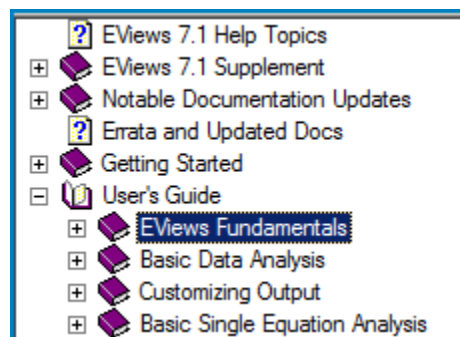 EViews 7.1 Help Topics
EViews 7.1 Supplement
Notable Documentation Updates
Errata and Updated Docs
Getting Started
User's Guide
EViews Fundamentals
Basic Data Analysis
Customizing Output
Basic Single Equation Analysis